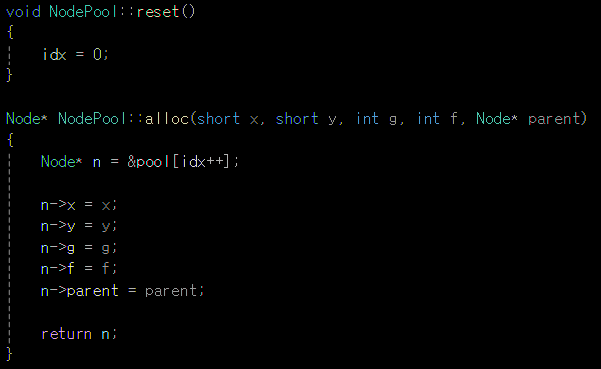 void NodePool::reset()
{
    idx = 0;
}

Node* NodePool::alloc(short x, short y, int g, int f, Node* parent)
{
    Node* n = &pool[idx++];

    n->x = x;
    n->y = y;
    n->g = g;
    n->f = f;
    n->parent = parent;

    return n;
}